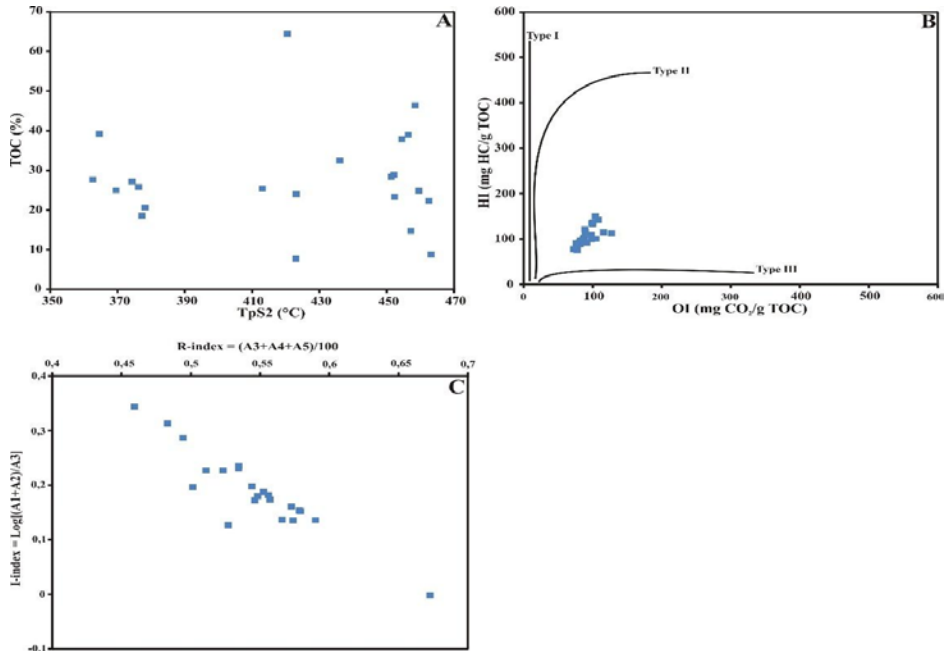 A
70
60
50
40
30
20
10
0
TOC (%)
350 370 390 410 430 450 470
TpS2 (°C)
B
600
500
400
300
200
100
0
HI (mg HC/g TOC)
Type I
Type II
Type III
0 100 200 300 400 500 600
OI (mg CO₂/g TOC)
R-index = (A3+A4+A5)/100
0,4 0,45 0,5 0,55 0,6 0,65 0,7
C
0,4
0,3
0,2
0,1
0
-0.1
I-index = Log[(A1+A2)/A3]